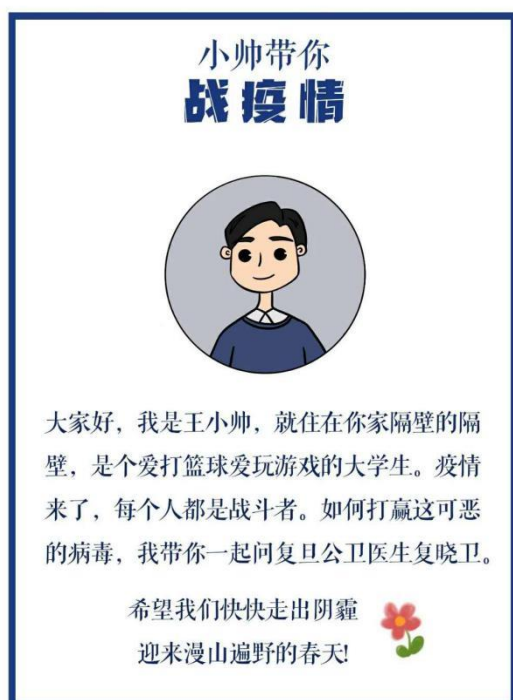 小帅带你
战疫情
大家好，我是王小帅，就住在你家隔壁的隔
壁，是个爱打篮球爱玩游戏的大学生。疫情
来了，每个人都是战斗者。如何打赢这可恶
的病毒，我带你一起问复旦公卫医生复晓卫。
希望我们快快走出阴霾
迎来漫山遍野的春天!